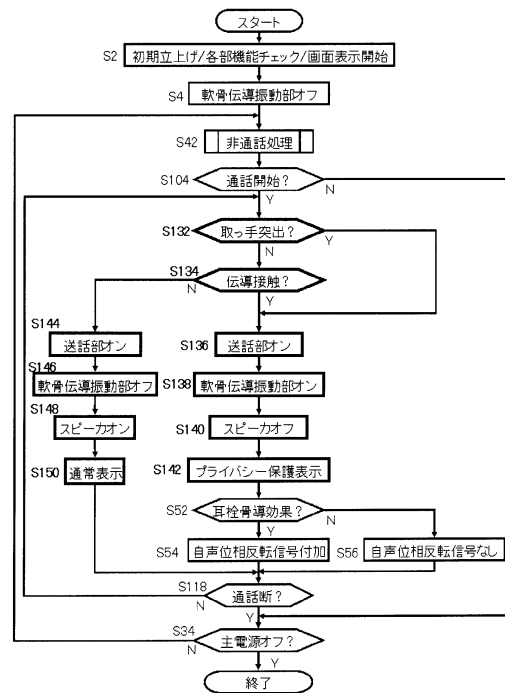 スタート
S2
初期立上げ/各部機能チェック/画面表示開始
S4
軟骨伝導振動部オフ
S42
非通話処理
S104
通話開始?
N
Y
S132
取っ手突出?
Y
N
S134
伝導接触?
N
Y
S144
送話部オン
S136
送話部オン
S146
軟骨伝導振動部オフ
S138
軟骨伝導振動部オン
S148
スピーカオン
S140
スピーカオフ
S150
通常表示
S142
プライバシー保護表示
S52
耳栓骨導効果?
N
Y
S54
自声位相反転信号付加
S56
自声位相反転信号なし
S118
通話断?
N
Y
S34
主電源オフ?
N
Y
終了